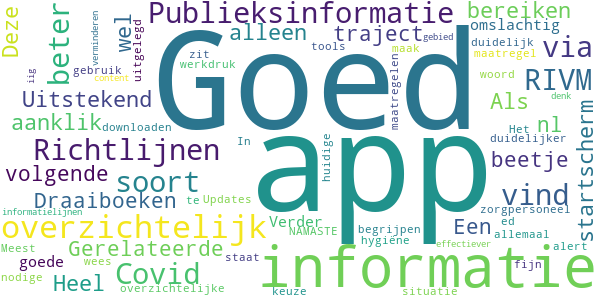 Deze
beter
verminderen
wel
uitgelegd
Publieksinformatie
bereiken
alleen
traject
omslachtig
duidelijk
gebied
tools
maak
maatregel
via
zit
werkdruk
gebruik
content
iig
Goed
maatregelen
woord
RIVM
Als
denk
Uitstekend
aanklik
downloaden
nl
Het
duidelijker
startscherm
In
huidige
app
Richtlijnen
beetje
volgende
soort
vind
Draaiboeken
te
Updates
zorgpersoneel
informatielijnen
overzichtelijk
Verder
NAMASTE
begrijpen
hygiëne
Een
ed
allemaal
effectiever
alert
Meest
Gerelateerde
wees
staat
informatie
fijn
goede
nodige
Heel
Covid
overzichtelijke
keuze
situatie